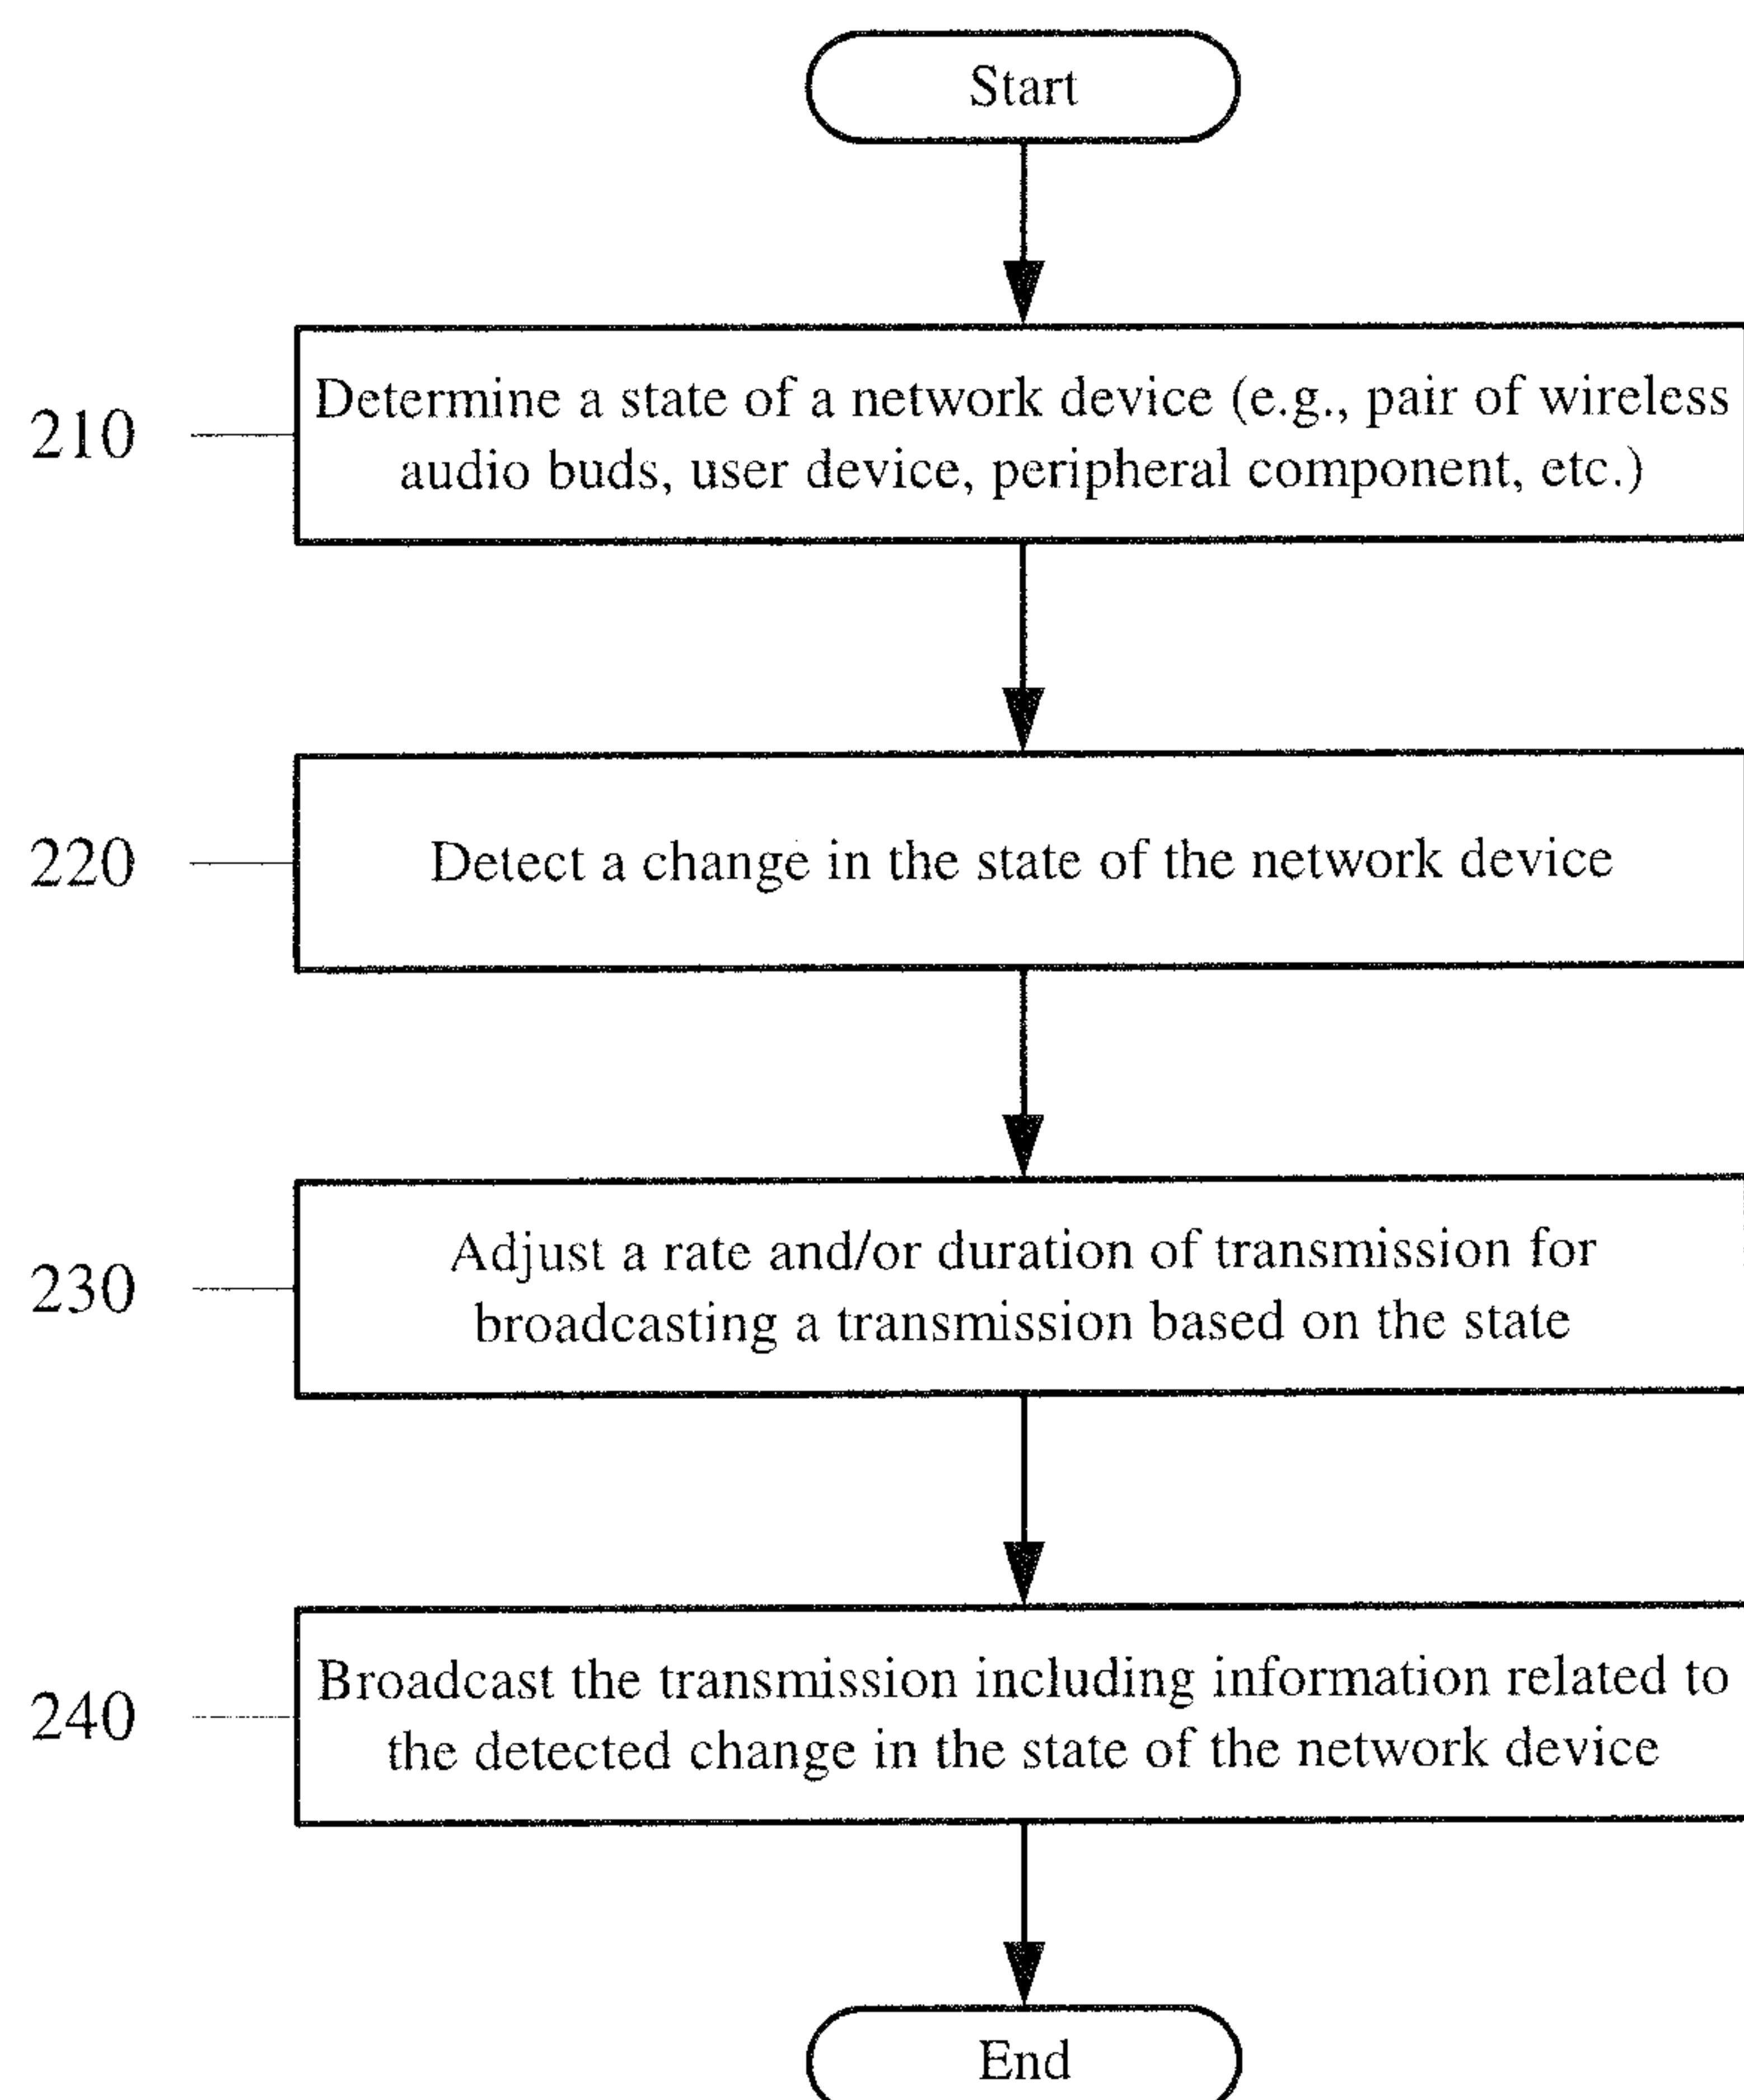 Start
210
Determine a state of a network device (e.g., pair of wireless
audio buds, user device, peripheral component, etc.)
220
Detect a change in the state of the network device
230
Adjust a rate and/or duration of transmission for
broadcasting a transmission based on the state
240
Broadcast the transmission including information related to
the detected change in the state of the network device
End